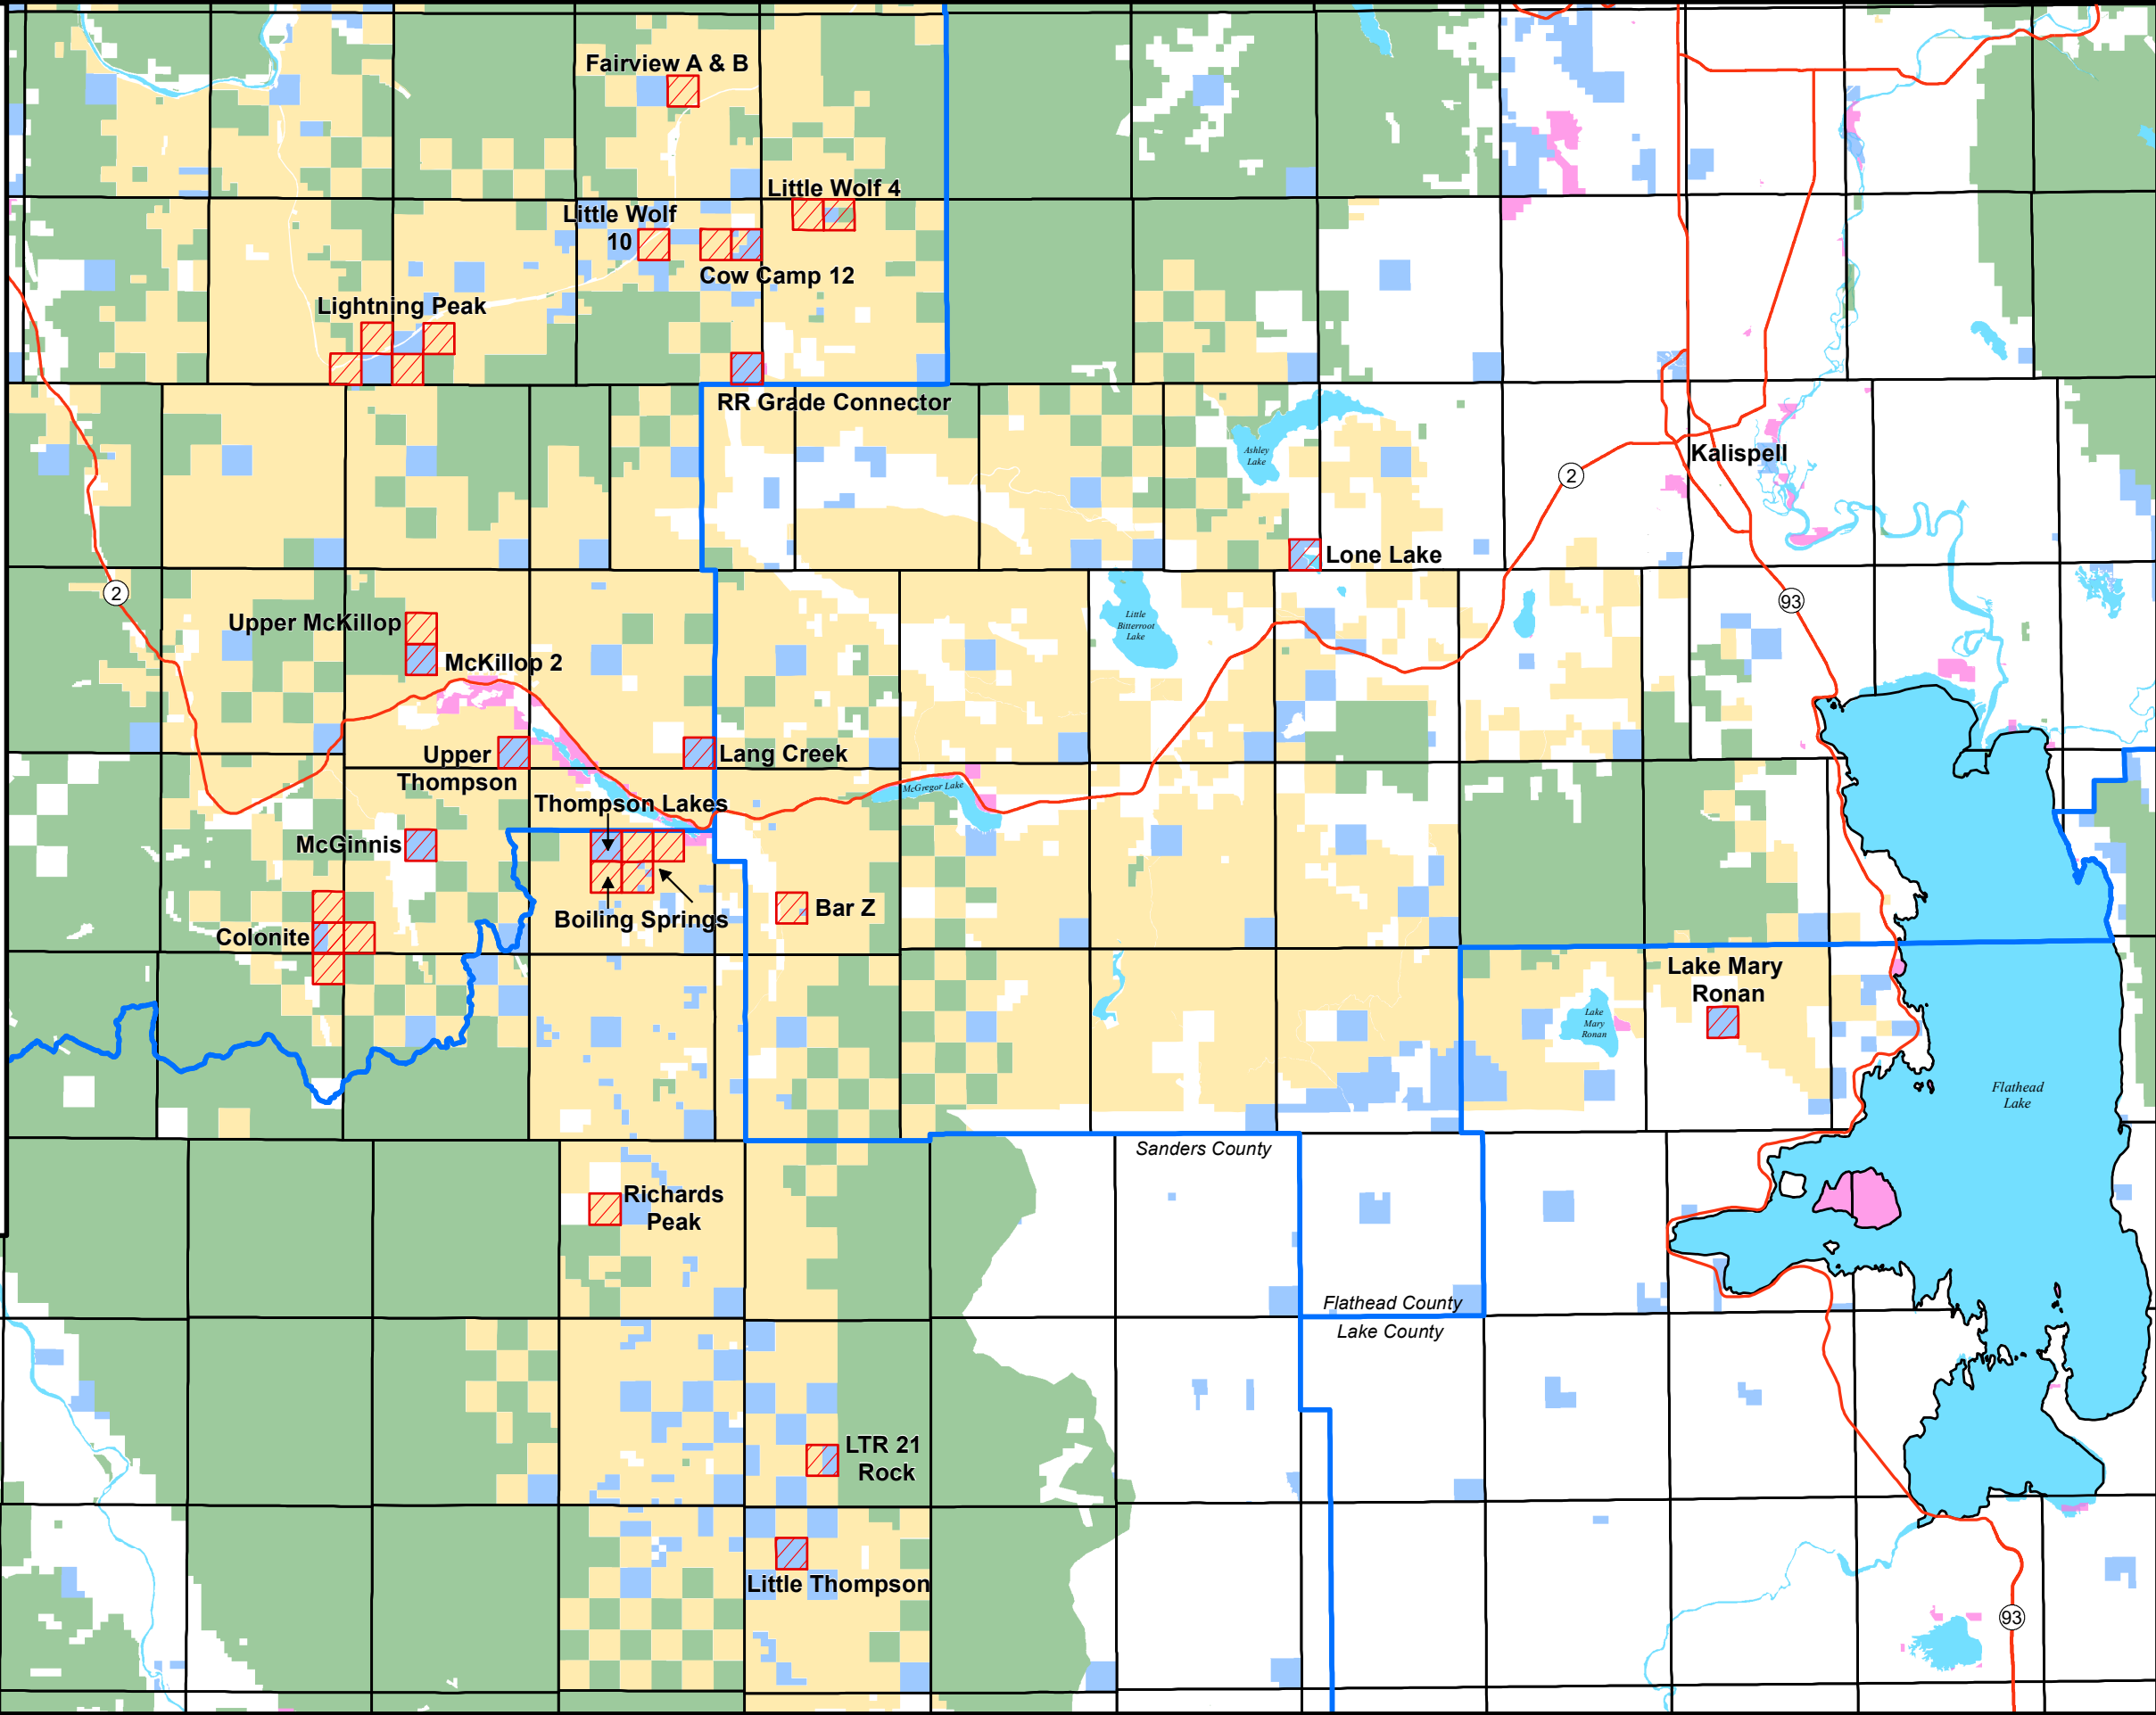 Fairview A & B
Little Wolf 4
Little Wolf
10
Cow Camp 12
Lightning Peak
RR Grade Connector
Ashley
Lake
Kalispell
2
Lone Lake
2
Upper McKillop
McKillop 2
Little
Bitterroot
Lake
93
Upper
Thompson
Lang Creek
Thompson Lakes
McGregor Lake
McGinnis
Boiling Springs
Bar Z
Colonite
Lake Mary
Ronan
Lake
Mary
Ronan
Flathead
Lake
Sanders County
Richards
Peak
Flathead County
Lake County
LTR 21
Rock
Little Thompson
93